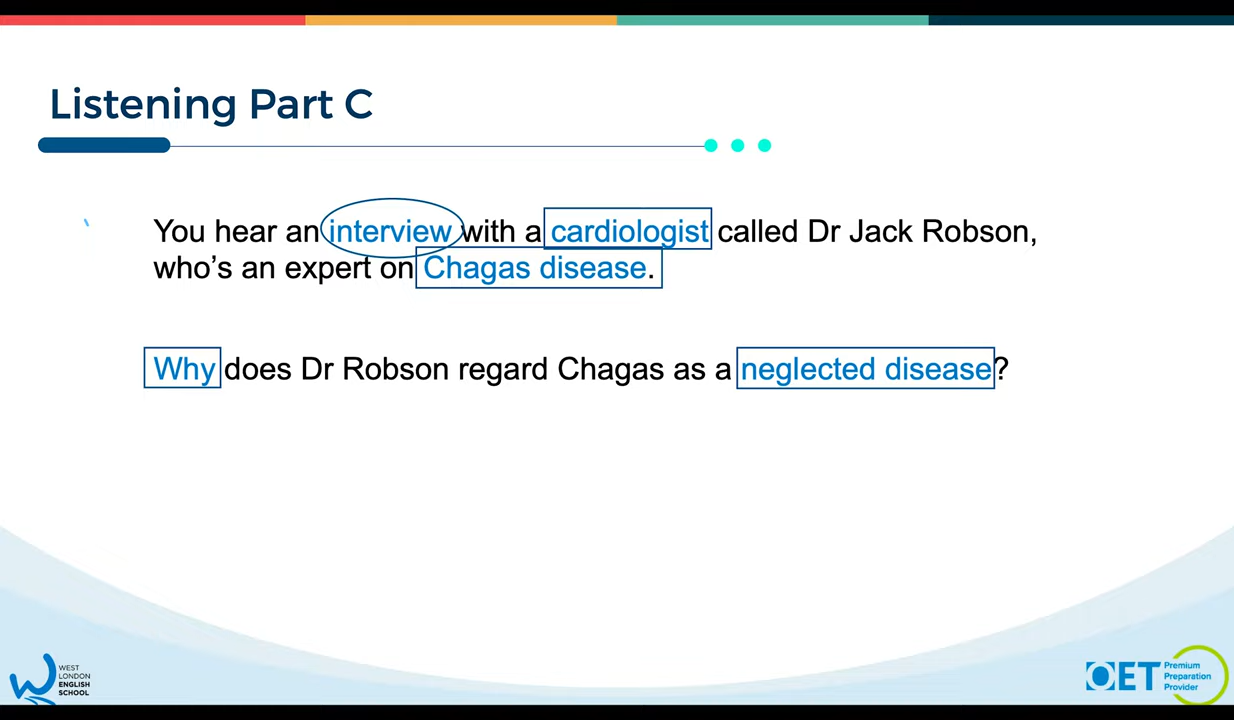 Listening Part C
You hear an interview with a cardiologist called Dr Jack Robson,
who's an expert on Chagas disease.
Why does Dr Robson regard Chagas as a neglected disease?
WEST
LONDON
ENGLISH
SCHOOL
OET
Premium
Preparation
Provider